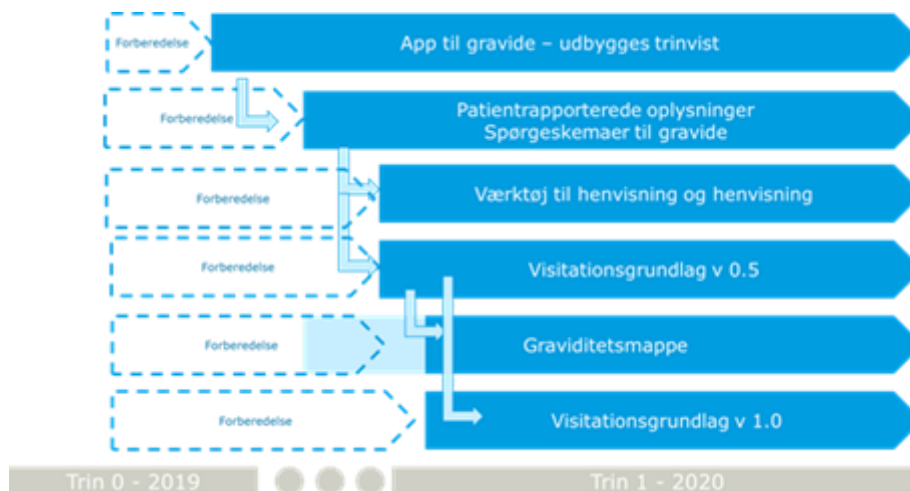 Forberedelse
App til gravide – udbygges trinvist
Forberedelse
Patientrapporterede oplysninger
Spørgeskemaer til gravide
Forberedelse
Værktøj til henvisning og henvisning
Forberedelse
Visitationsgrundlag v 0.5
Forberedelse
Graviditetsmappe
Forberedelse
Visitationsgrundlag v 1.0
Trin 0 - 2019
Trin 1 - 2020